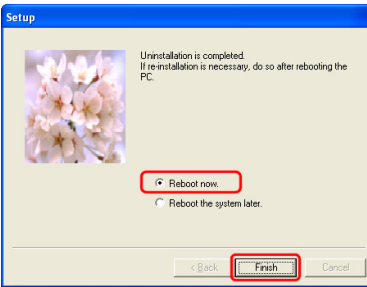 Setup
Uninstallation is completed.
If re-installation is necessary, do so after rebooting the
PC.
Reboot now.
Reboot the system later.
< Back
Finish
Cancel